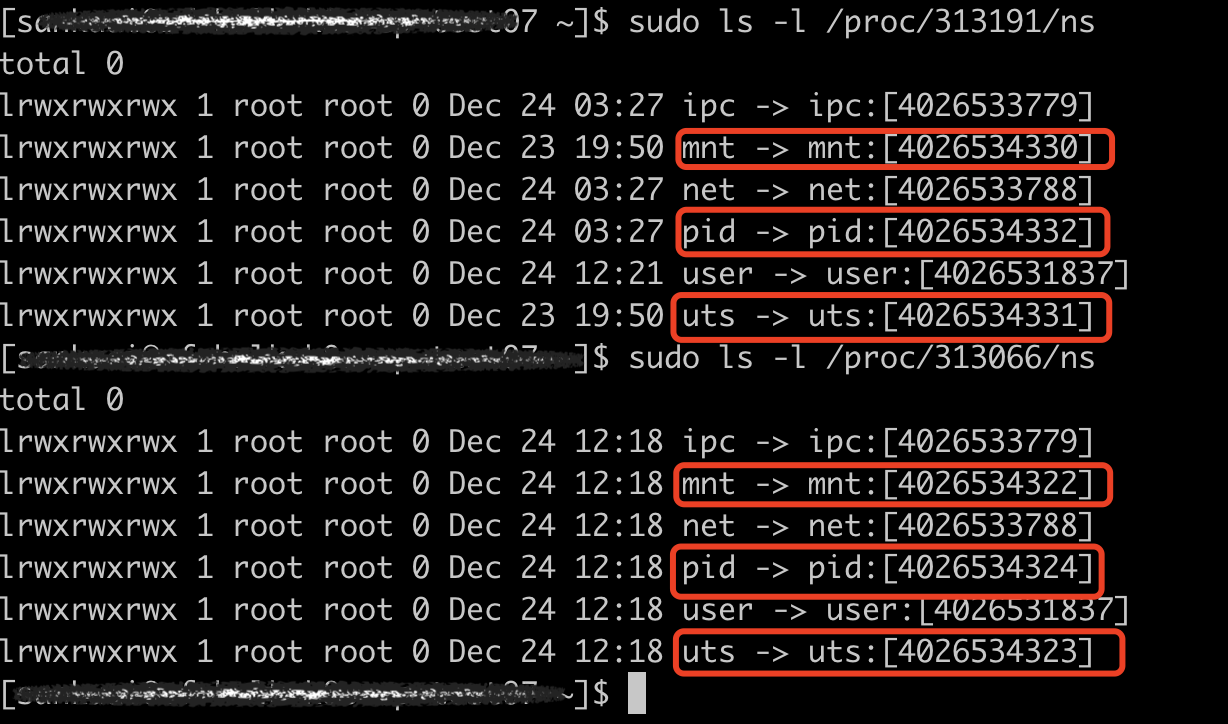 07 ~]$ sudo ls -l /proc/313191/ns
total 0
lrwxrwxrwx 1 root root 0 Dec 24 03:27 ipc -> ipc:[4026533779]
lrwxrwxrwx 1 root root 0 Dec 23 19:50 mnt -> mnt:[4026534330]
lrwxrwxrwx 1 root root 0 Dec 24 03:27 net -> net:[4026533788]
lrwxrwxrwx 1 root root 0 Dec 24 03:27 pid -> pid:[4026534332]
lrwxrwxrwx 1 root root 0 Dec 24 12:21 user -> user:[4026531837]
lrwxrwxrwx 1 root root 0 Dec 23 19:50 uts -> uts:[4026534331]
]$ sudo ls -l /proc/313066/ns
total 0
lrwxrwxrwx 1 root root 0 Dec 24 12:18 ipc -> ipc:[4026533779]
lrwxrwxrwx 1 root root 0 Dec 24 12:18 mnt -> mnt:[4026534322]
lrwxrwxrwx 1 root root 0 Dec 24 12:18 net -> net:[4026533788]
lrwxrwxrwx 1 root root 0 Dec 24 12:18 pid -> pid:[4026534324]
lrwxrwxrwx 1 root root 0 Dec 24 12:18 user -> user:[4026531837]
lrwxrwxrwx 1 root root 0 Dec 24 12:18 uts -> uts:[4026534323]
~]$